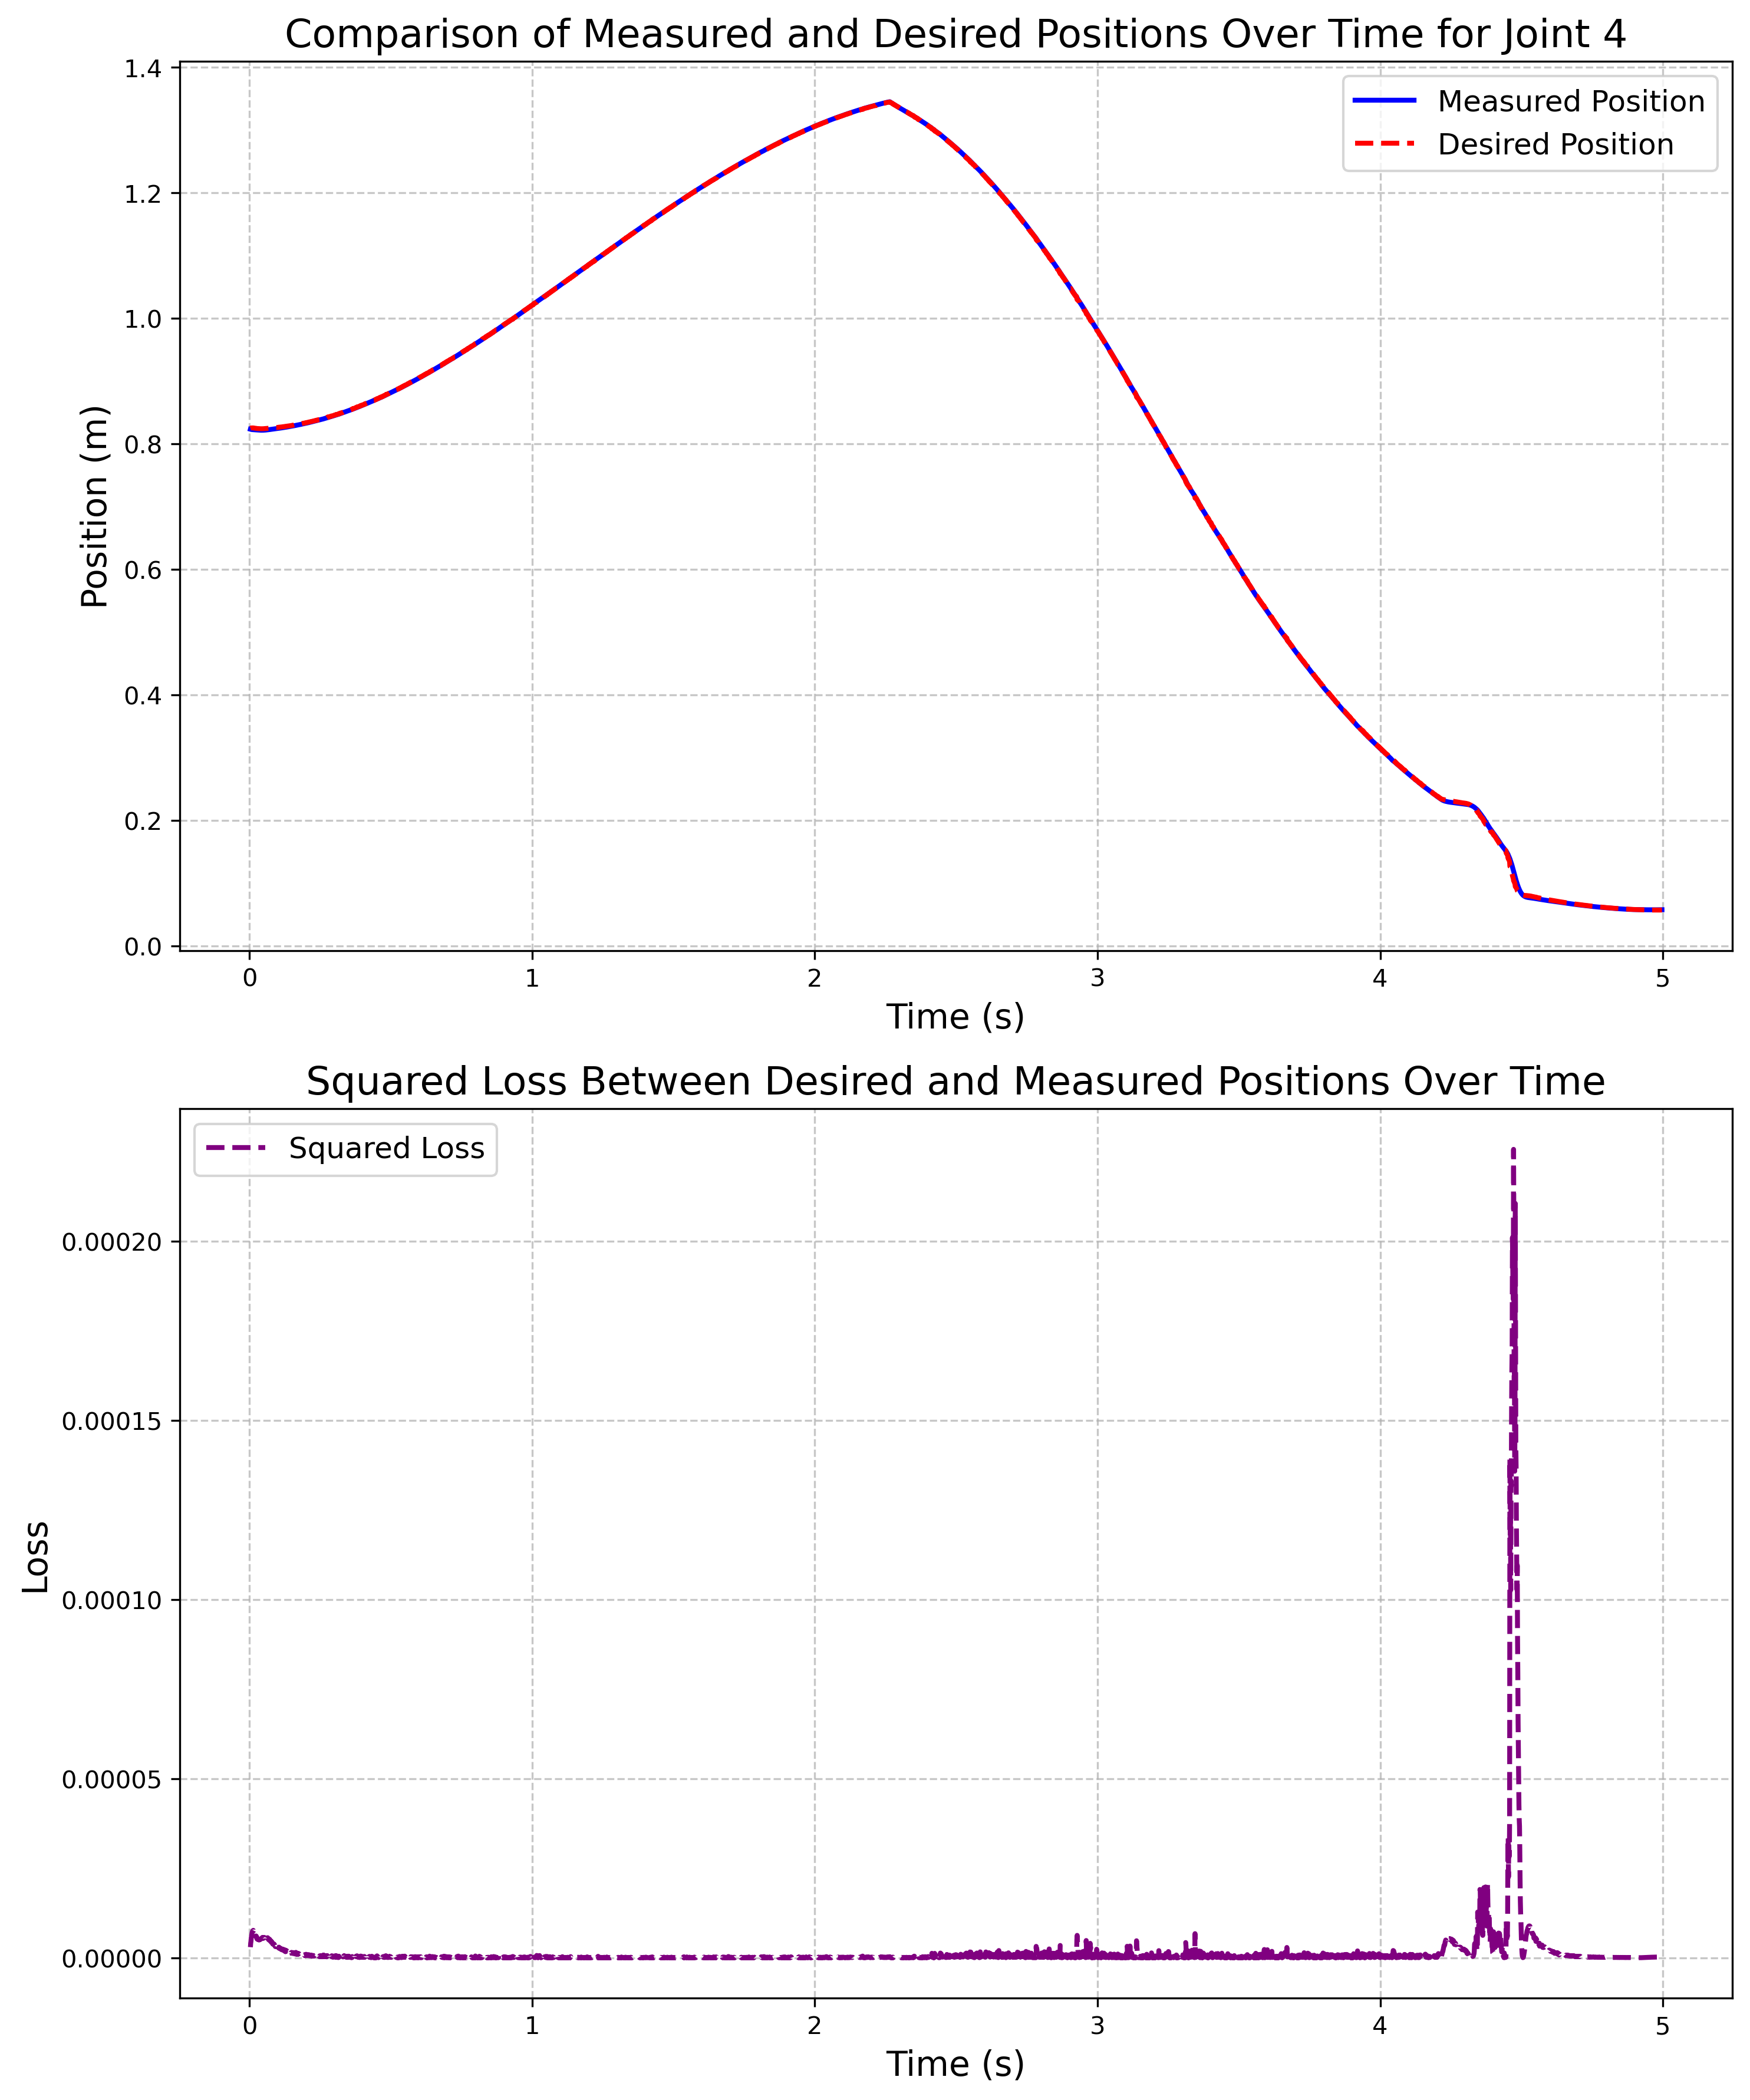 Comparison of Measured and Desired Positions Over Time for Joint 4
1.4
1.2
1.0
0.8
0.6
0.4
0.2
0.0
Position (m)
Measured Position
Desired Position
0 1 2 3 4 5
Time (s)
Squared Loss Between Desired and Measured Positions Over Time
Squared Loss
0.00020
0.00015
0.00010
0.00005
0.00000
Loss
0 1 2 3 4 5
Time (s)